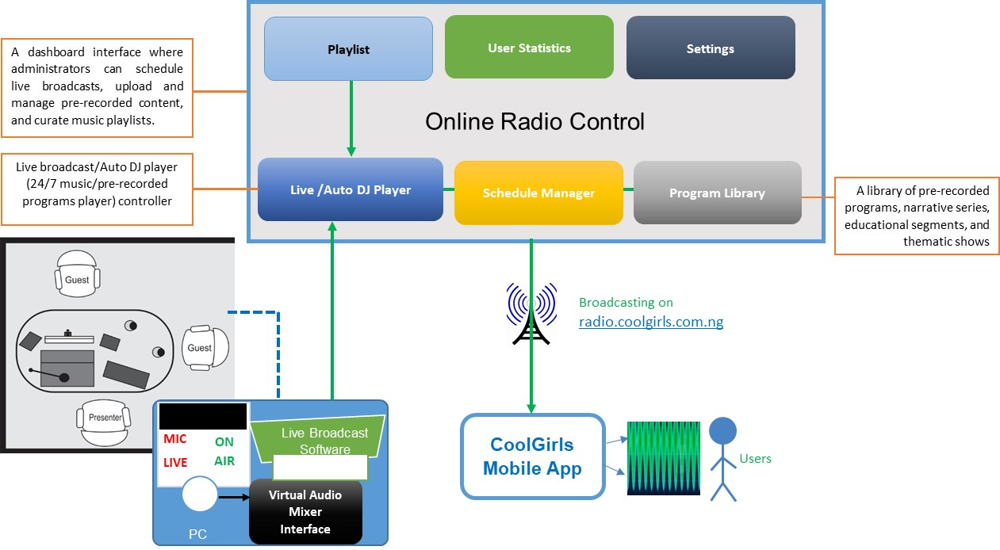 Playlist
User Statistics
Settings
A dashboard interface where
administrators can schedule
live broadcasts, upload and
manage pre-recorded content,
and curate music playlists.
Online Radio Control
Live broadcast/Auto DJ player
(24/7 music/pre-recorded
programs player) controller
Live /Auto DJ Player
Schedule Manager
Program Library
A library of pre-recorded
programs, narrative series,
educational segments, and
thematic shows
Guest
Guest
Presenter
Broadcasting on
radio.coolgirls.com.ng
MIC
ON
LIVE
AIR
Live Broadcast
Software
Virtual Audio
Mixer
Interface
PC
CoolGirls
Mobile App
Users